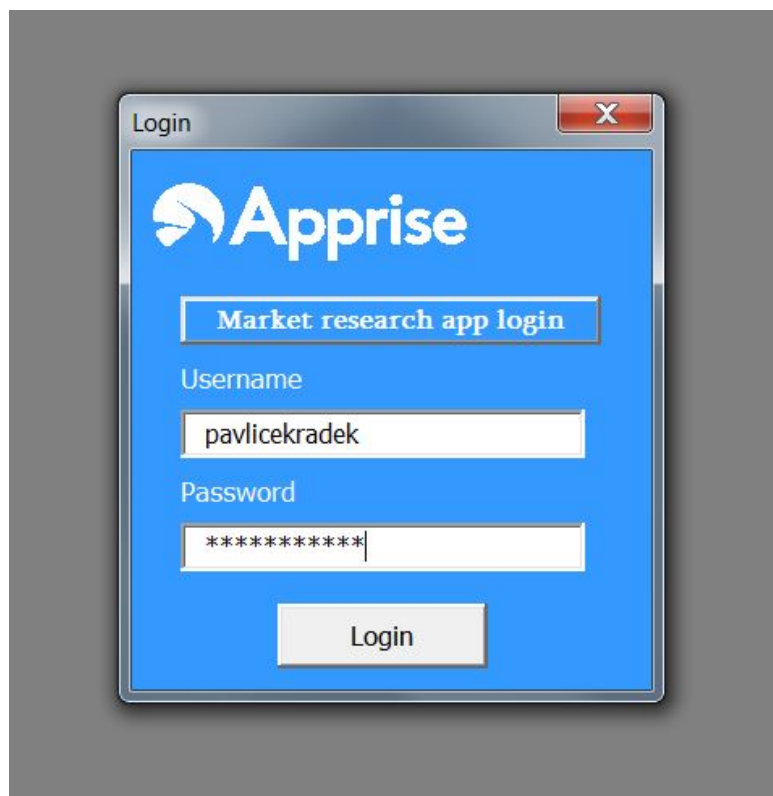 Login
Apprise
Market research app login
Username
pavlicekradek
Password
***********
Login